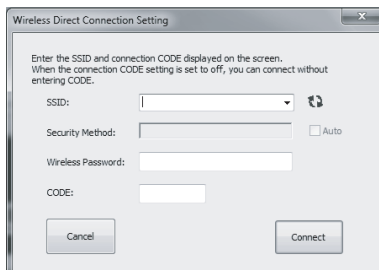 Wireless Direct Connection Setting
x
Enter the SSID and connection CODE displayed on the screen.
When the connection CODE setting is set to off, you can connect without
entering CODE.
SSID:
Security Method:
Auto
Wireless Password:
CODE:
Cancel
Connect